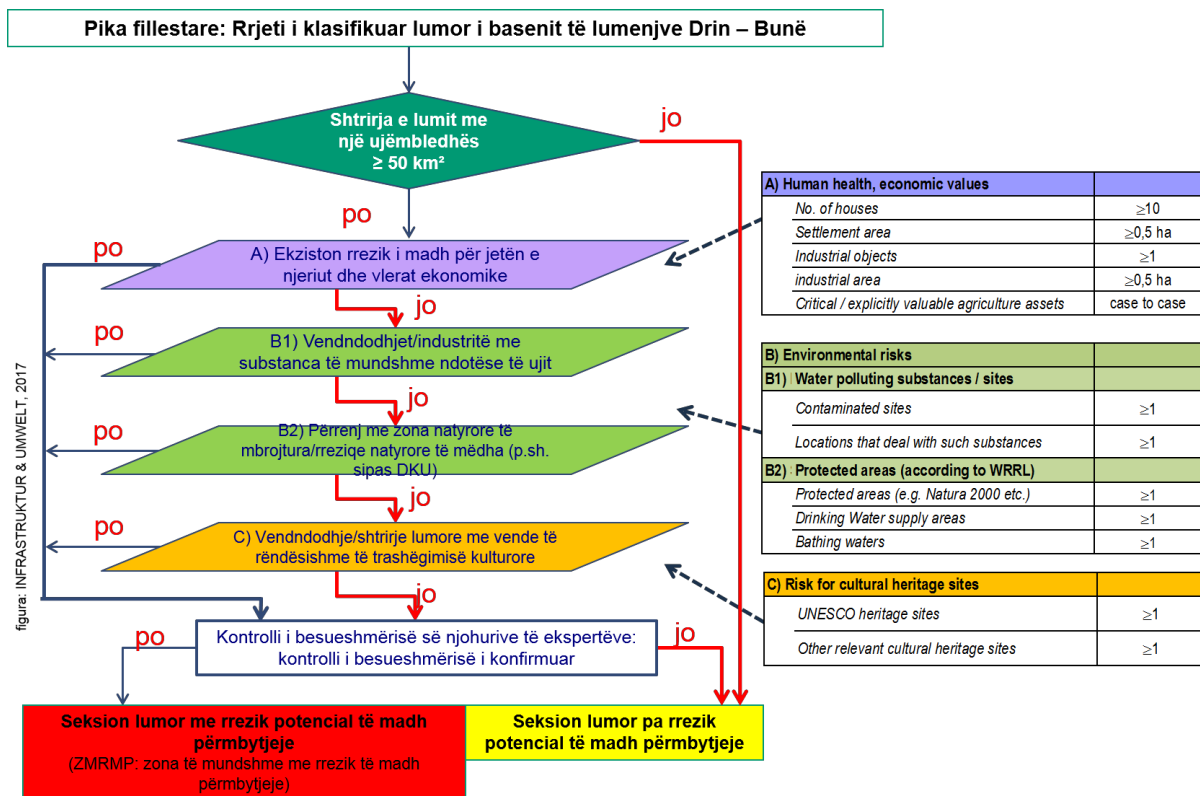 Pika fillestare: Rrjeti i klasifikuar lumor i basenit të lumenjve Drin – Bunë
Shtrirja e lumit me
një ujëmbledhës
≥ 50 km²
jo
po
A) Ekziston rrezik i madh për jetën e
njeriut dhe vlerat ekonomike
po
jo
B1) Vendndodhjet/industritë me
substanca të mundshme ndotëse të ujit
po
jo
B2) Përrenj me zona natyrore të
mbrojtura/rreziqe natyrore të mëdha (p.sh.
sipas DKU)
po
jo
C) Vendndodhje/shtrirje lumore me vende të
rëndësishme të trashëgimisë kulturore
po
jo
Kontrolli i besueshmërisë së njohurive të ekspertëve:
kontrolli i besueshmërisë i konfirmuar
po
jo
Seksion lumor me rrezik potencial të madh
përmbytjeje
(ZMRMP: zona të mundshme me rrezik të madh
përmbytjeje)
Seksion lumor pa rrezik
potencial të madh përmbytjeje
figura: INFRASTRUKTUR & UMWELT, 2017
A) Human health, economic values
No. of houses ≥10
Settlement area ≥0,5 ha
Industrial objects ≥1
industrial area ≥0,5 ha
Critical / explicitly valuable agriculture assets case to case
B) Environmental risks
B1) Water polluting substances / sites
Contaminated sites ≥1
Locations that deal with such substances ≥1
B2) Protected areas (according to WRRL)
Protected areas (e.g. Natura 2000 etc.) ≥1
Drinking Water supply areas ≥1
Bathing waters ≥1
C) Risk for cultural heritage sites
UNESCO heritage sites ≥1
Other relevant cultural heritage sites ≥1